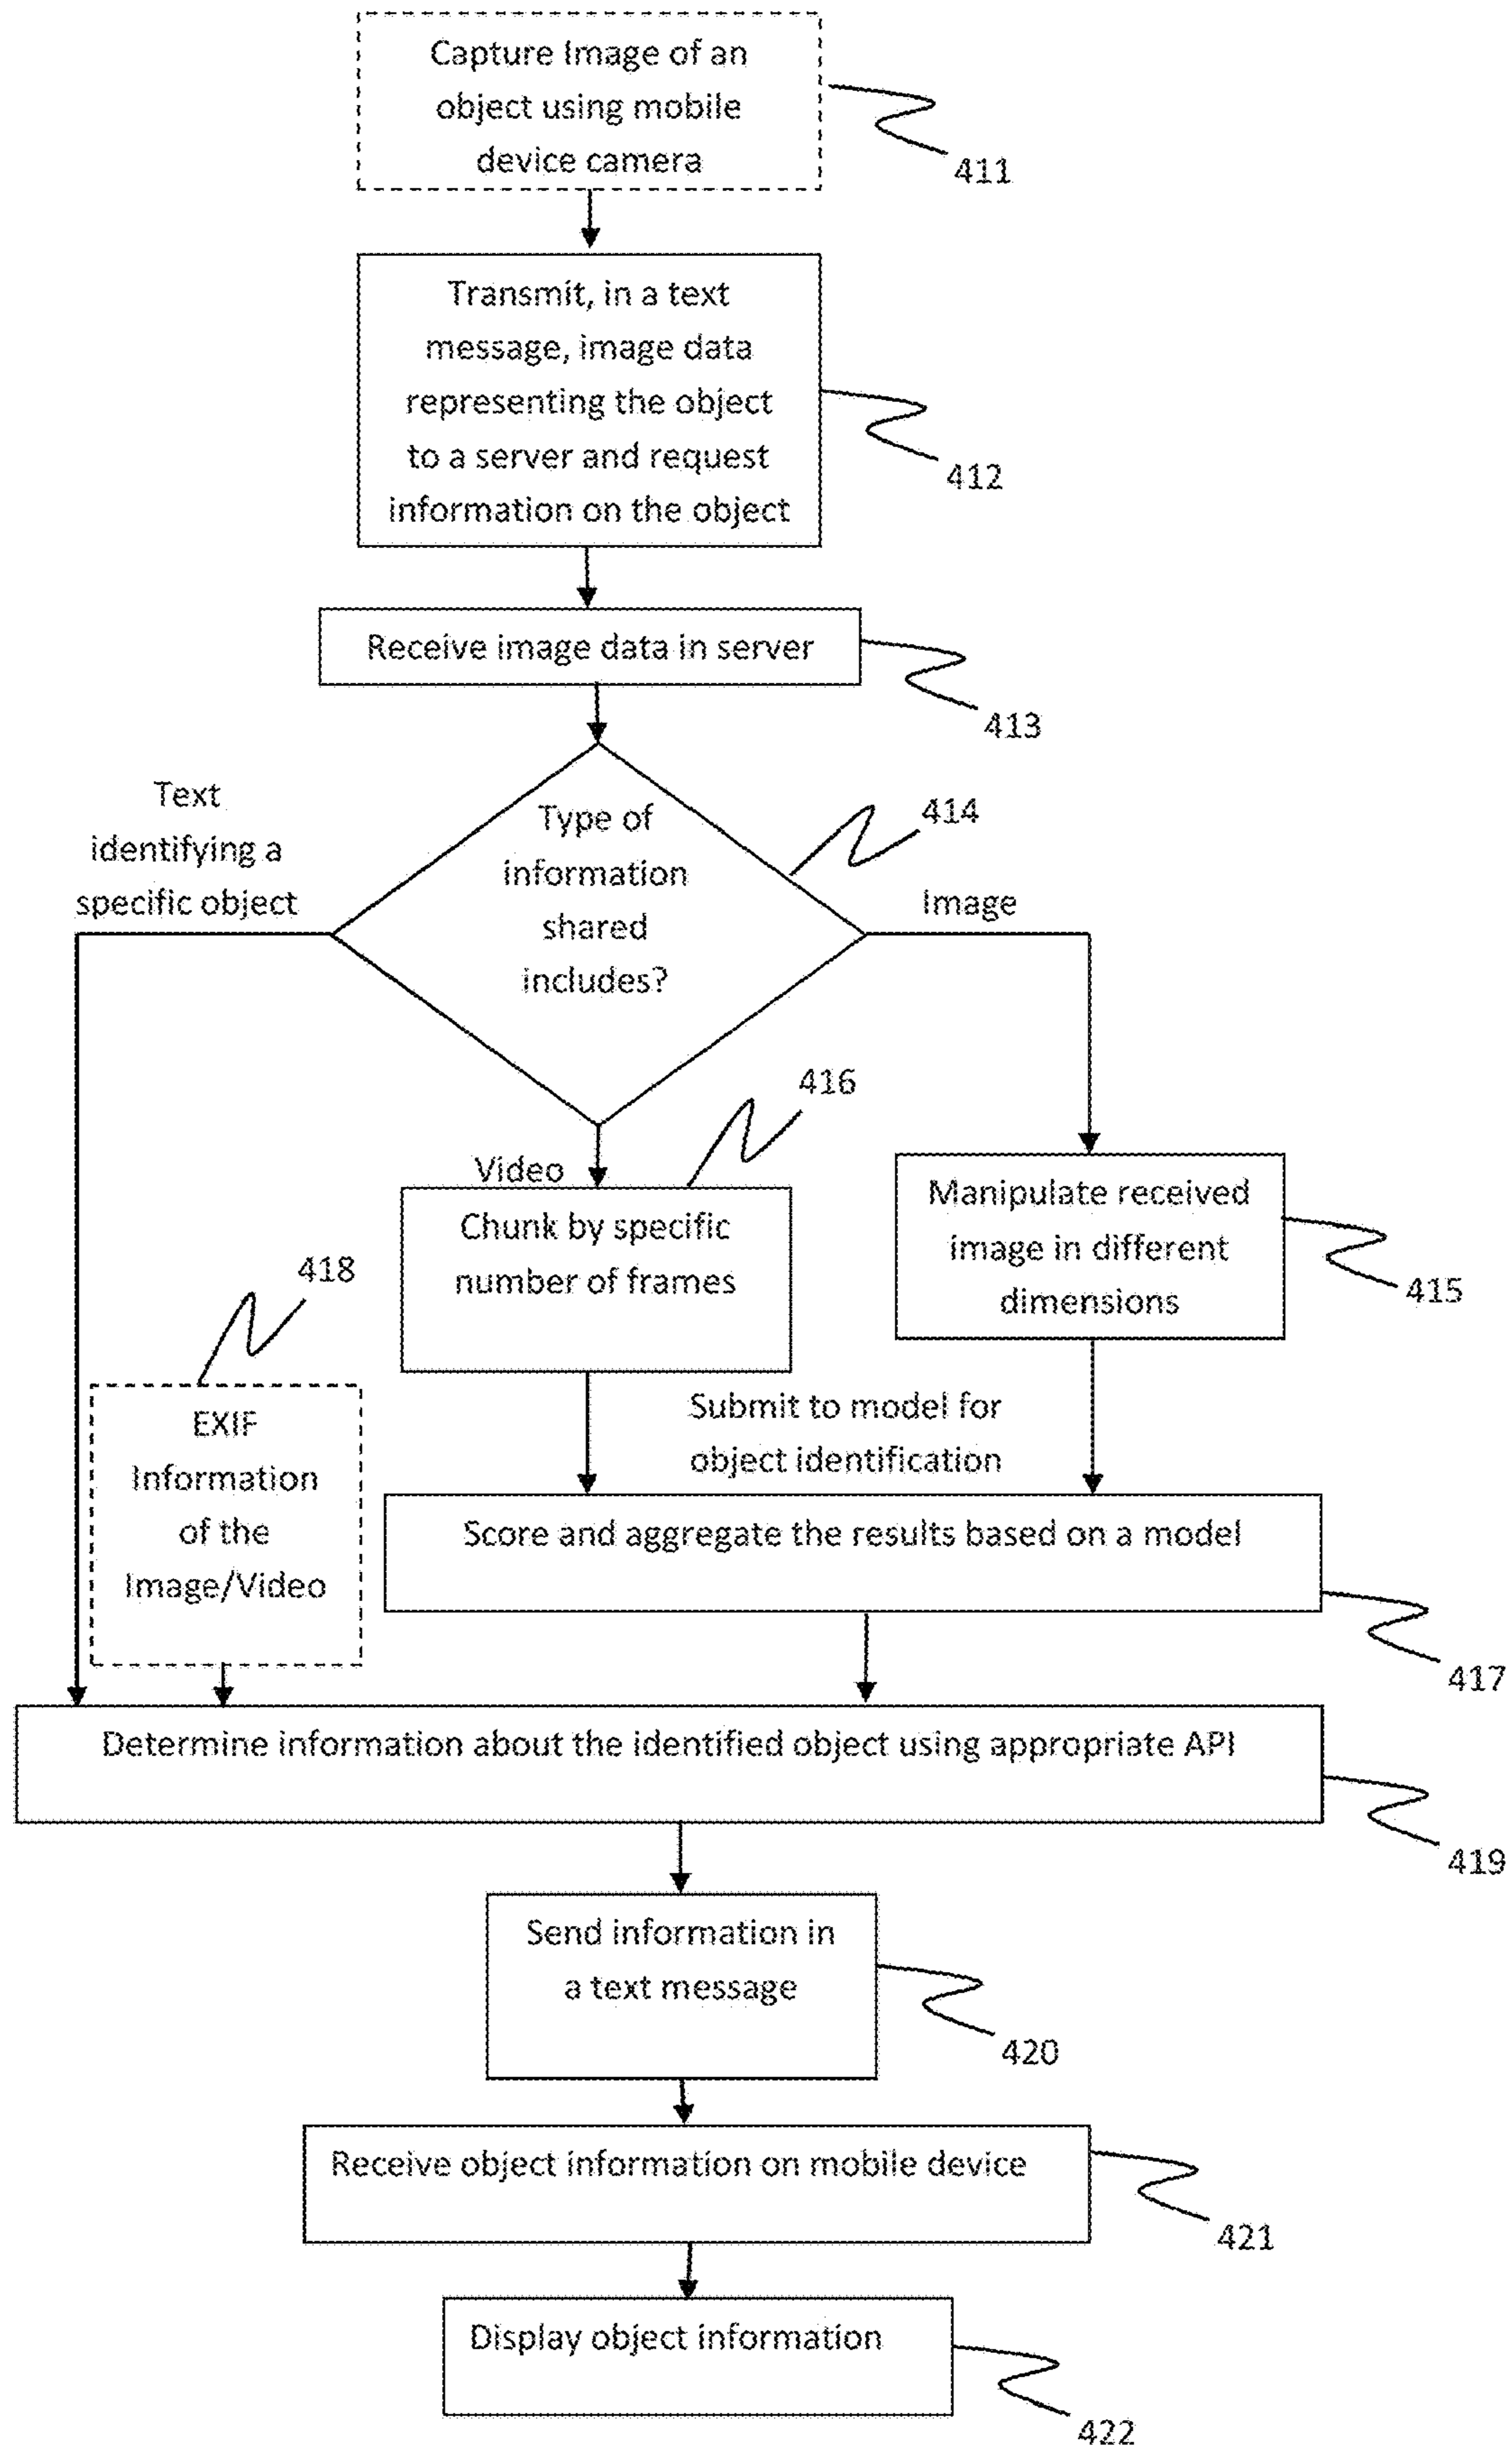 Capture Image of an
object using mobile
device camera
411
Transmit, in a text
message, image data
representing the object
to a server and request
information on the object
412
Receive image data in server
413
Type of
information
shared
includes?
414
Text
identifying a
specific object
Image
Video
416
Chunk by specific
number of frames
Manipulate received
image in different
dimensions
415
418
EXIF
Information
of the
Image/Video
Submit to model for
object identification
Score and aggregate the results based on a model
417
Determine information about the identified object using appropriate API
419
Send information in
a text message
420
Receive object information on mobile device
421
Display object information
422